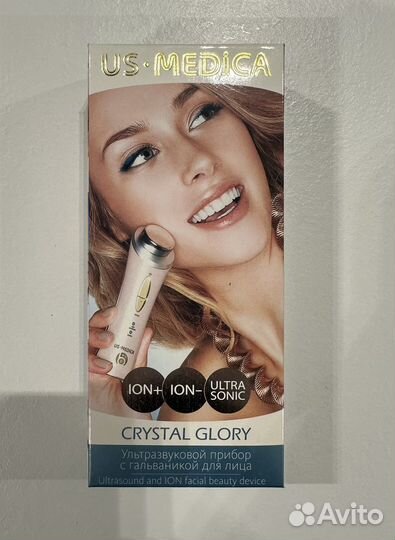 US·MEDICA
US·MEDICA
ION+ ION- ULTRA SONIC
CRYSTAL GLORY
Ультразвуковой прибор
с гальваникой для лица
Ultrasound and ION facial beauty device
Avito